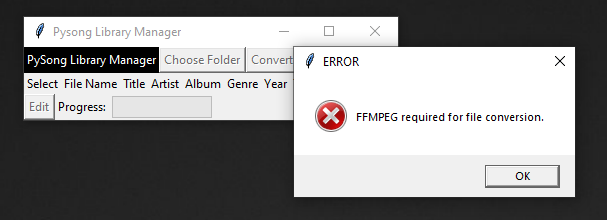 Pysong Library Manager
PySong Library Manager Choose Folder Convert
Select File Name Title Artist Album Genre Year
Edit Progress:
ERROR
FFMPEG required for file conversion.
OK